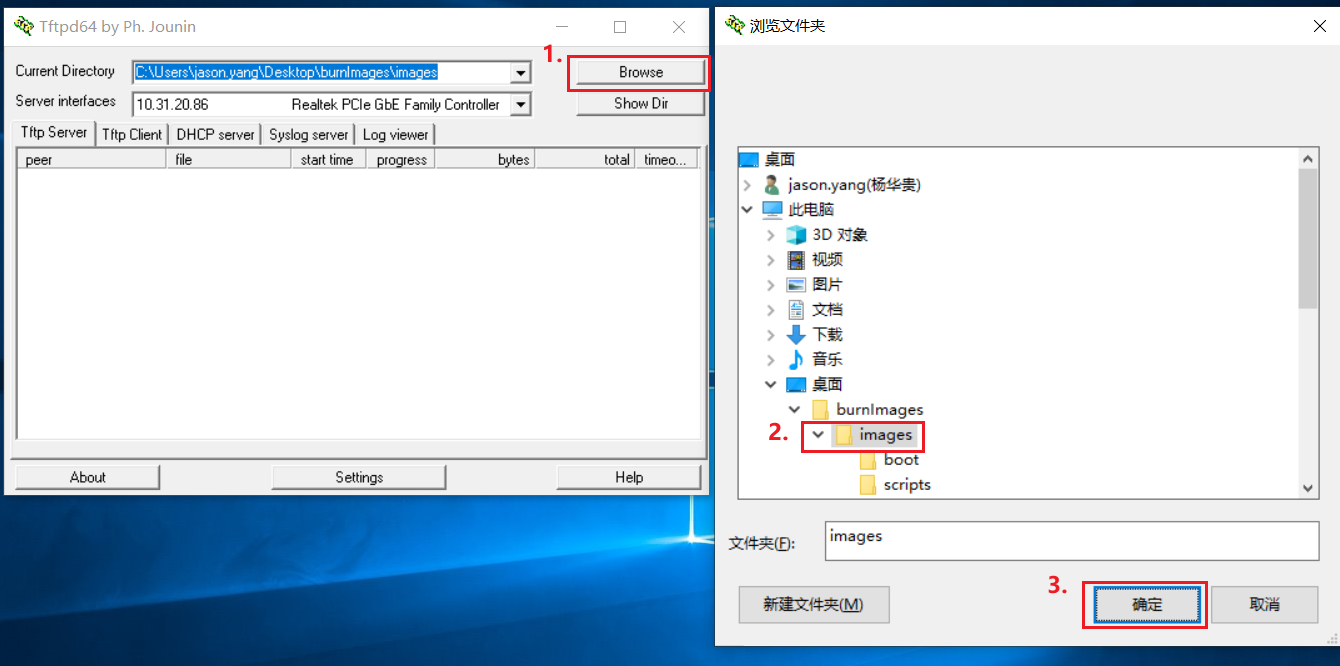 Tftpd64 by Ph. Jounin
1.
Current Directory C:\Users\jason.yang\Desktop\burnImages\images Browse
Server interfaces 10.31.20.86 Realtek PCIe GbE Family Controller Show Dir
Tftp Server Tftp Client DHCP server Syslog server Log viewer
peer file start time progress bytes total timeo...
About Settings Help
浏览文件夹
桌面
jason.yang(杨华贵)
此电脑
3D 对象
视频
图片
文档
下载
音乐
桌面
burnImages
2. images
boot
scripts
文件夹(F): images
3.
新建文件夹(M) 确定 取消